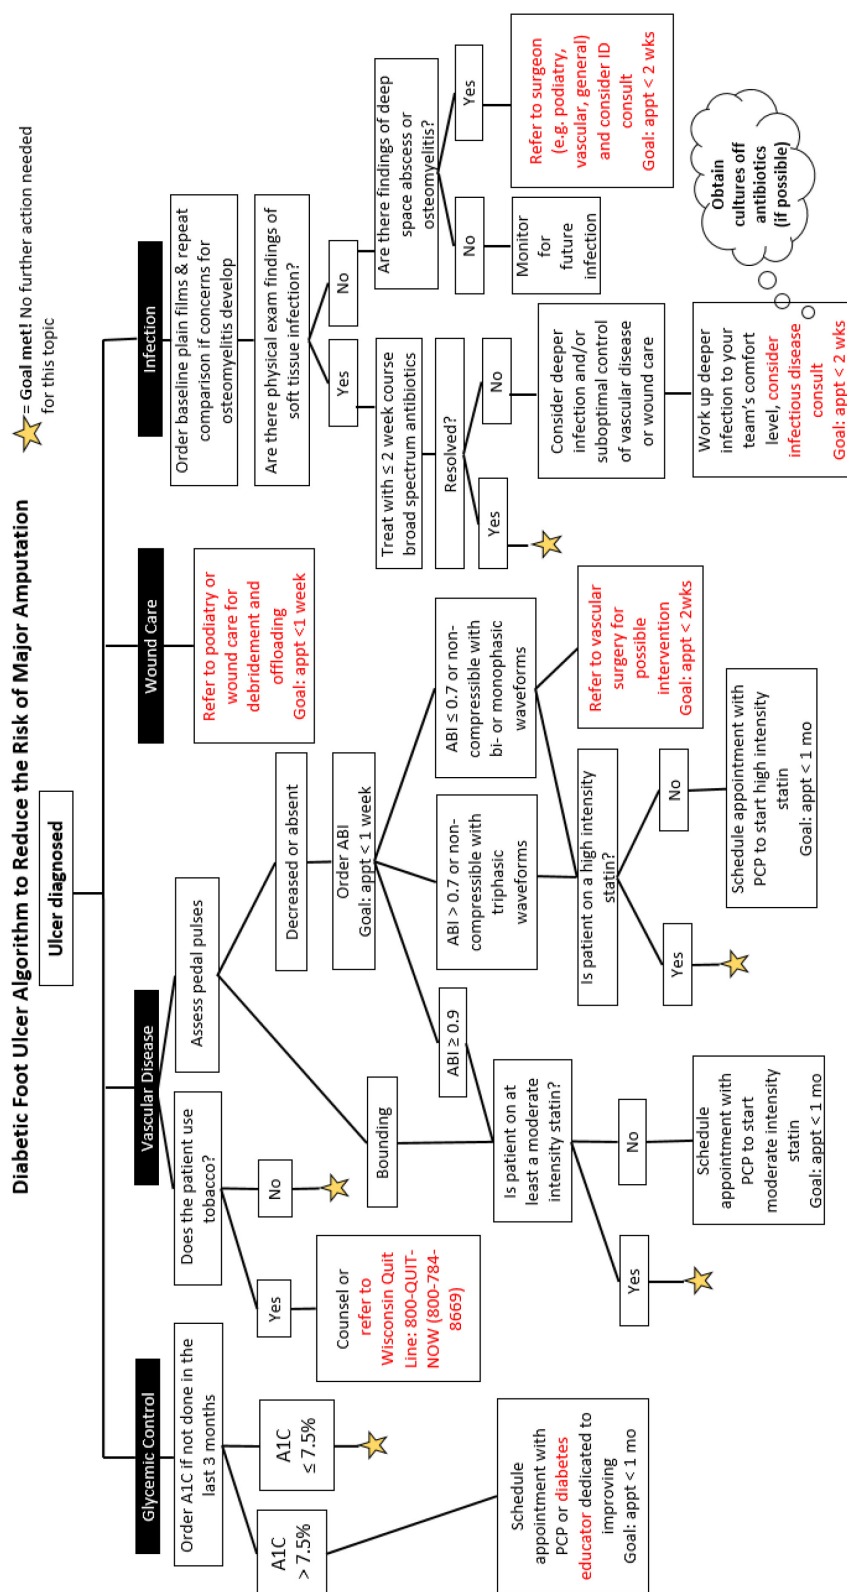 Diabetic Foot Ulcer Algorithm to Reduce the Risk of Major Amputation
= Goal met! No further action needed
for this topic
Ulcer diagnosed
Glycemic Control
Order A1C if not done in the
last 3 months
A1C
> 7.5%
A1C
≤ 7.5%
Schedule
appointment with
PCP or diabetes
educator dedicated to
improving
Goal: appt < 1 mo
Vascular Disease
Does the patient use
tobacco?
Yes
No
Counsel or
refer to
Wisconsin Quit
Line: 800-QUIT-
NOW (800-784-
8669)
Assess pedal pulses
Bounding
Decreased or absent
Order ABI
Goal: appt < 1 week
ABI ≥ 0.9
ABI > 0.7 or non-
compressible with
triphasic
waveforms
ABI ≤ 0.7 or non-
compressible with
bi- or monophasic
waveforms
Is patient on at
least a moderate
intensity statin?
Yes
No
Schedule
appointment with
PCP to start
moderate intensity
statin
Goal: appt < 1 mo
Is patient on a high intensity
statin?
Yes
No
Schedule appointment with
PCP to start high intensity
statin
Goal: appt < 1 mo
Refer to vascular
surgery for
possible
intervention
Goal: appt < 2wks
Wound Care
Refer to podiatry or
wound care for
debridement and
offloading
Goal: appt <1 week
Infection
Order baseline plain films & repeat
comparison if concerns for
osteomyelitis develop
Are there physical exam findings of
soft tissue infection?
Yes
No
Treat with ≤ 2 week course
broad spectrum antibiotics
Resolved?
Yes
No
Consider deeper
infection and/or
suboptimal control
of vascular disease
or wound care
Work up deeper
infection to your
team's comfort
level, consider
infectious disease
consult
Goal: appt < 2 wks
Are there findings of deep
space abscess or
osteomyelitis?
No
Yes
Monitor
for
future
infection
Refer to surgeon
(e.g. podiatry,
vascular, general)
and consider ID
consult
Goal: appt < 2 wks
Obtain
cultures off
antibiotics
(if possible)